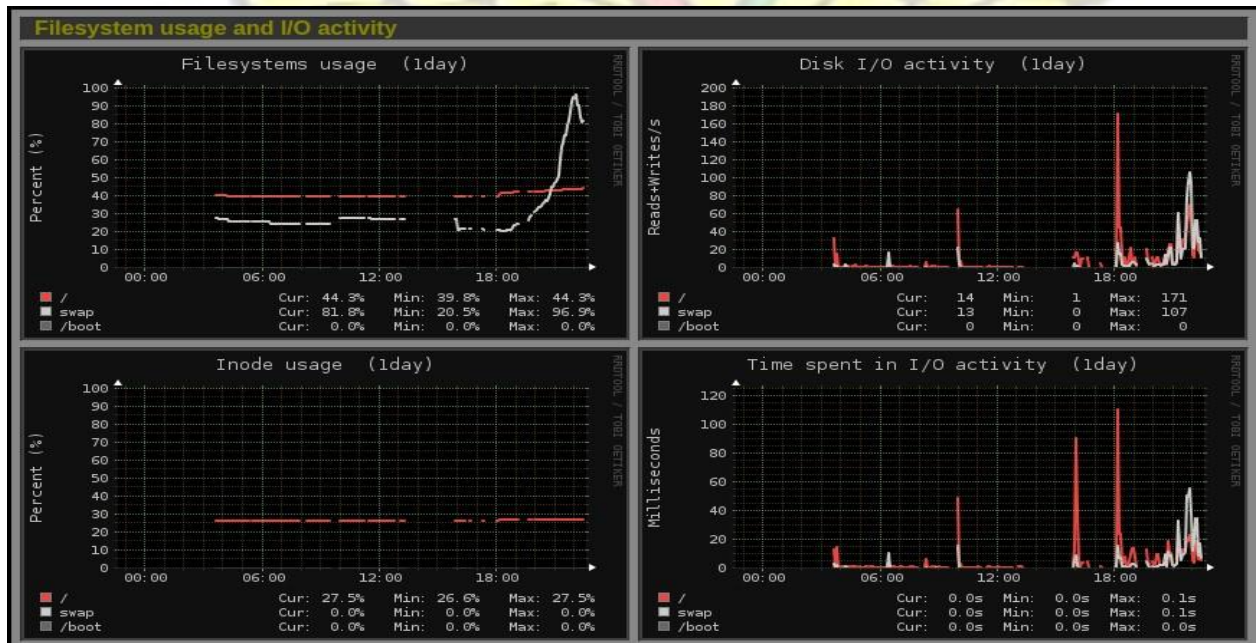 Filesystem usage and I/O activity
Filesystems usage (1day)
RRDTOOL / TOBI OETIKER
Percent (%)
100
90
80
70
60
50
40
30
20
10
0
00:00 06:00 12:00 18:00
/ Cur: 44.3% Min: 39.8% Max: 44.3%
swap Cur: 81.8% Min: 20.5% Max: 96.9%
/boot Cur: 0.0% Min: 0.0% Max: 0.0%
Disk I/O activity (1day)
RRDTOOL / TOBI OETIKER
Reads+Writes/s
200
180
160
140
120
100
80
60
40
20
0
00:00 06:00 12:00 18:00
/ Cur: 14 Min: 1 Max: 171
swap Cur: 13 Min: 0 Max: 107
/boot Cur: 0 Min: 0 Max: 0
Inode usage (1day)
RRDTOOL / TOBI OETIKER
Percent (%)
100
90
80
70
60
50
40
30
20
10
0
00:00 06:00 12:00 18:00
/ Cur: 27.5% Min: 26.6% Max: 27.5%
swap Cur: 0.0% Min: 0.0% Max: 0.0%
/boot Cur: 0.0% Min: 0.0% Max: 0.0%
Time spent in I/O activity (1day)
RRDTOOL / TOBI OETIKER
Milliseconds
120
100
80
60
40
20
0
00:00 06:00 12:00 18:00
/ Cur: 0.0s Min: 0.0s Max: 0.1s
swap Cur: 0.0s Min: 0.0s Max: 0.1s
/boot Cur: 0.0s Min: 0.0s Max: 0.0s